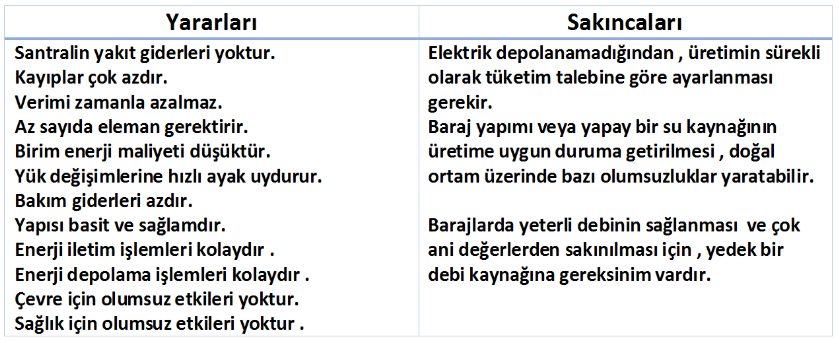 Yararları
Sakıncaları
Santralin yakıt giderleri yoktur.
Kayıplar çok azdır.
Verimi zamanla azalmaz.
Az sayıda eleman gerektirir.
Birim enerji maliyeti düşüktür.
Yük değişimlerine hızlı ayak uydurur.
Bakım giderleri azdır.
Yapısı basit ve sağlamdır.
Enerji iletim işlemleri kolaydır .
Enerji depolama işlemleri kolaydır .
Çevre için olumsuz etkileri yoktur.
Sağlık için olumsuz etkileri yoktur .
Elektrik depolanamadığından , üretimin sürekli
olarak tüketim talebine göre ayarlanması
gerekir.
Baraj yapımı veya yapay bir su kaynağının
üretime uygun duruma getirilmesi , doğal
ortam üzerinde bazı olumsuzluklar yaratabilir.
Barajlarda yeterli debinin sağlanması ve çok
ani değerlerden sakınılması için , yedek bir
debi kaynağına gereksinim vardır.